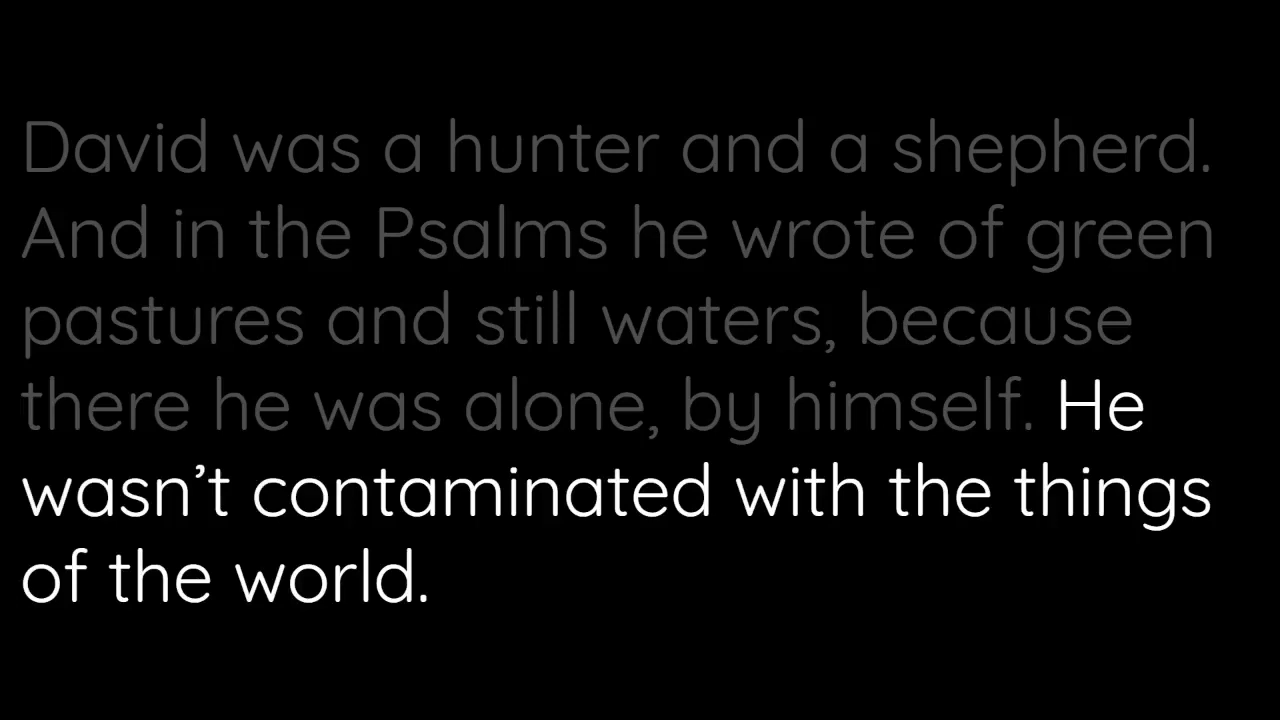 David was a hunter and a shepherd.
And in the Psalms he wrote of green
pastures and still waters, because
there he was alone, by himself. He
wasn’t contaminated with the things
of the world.